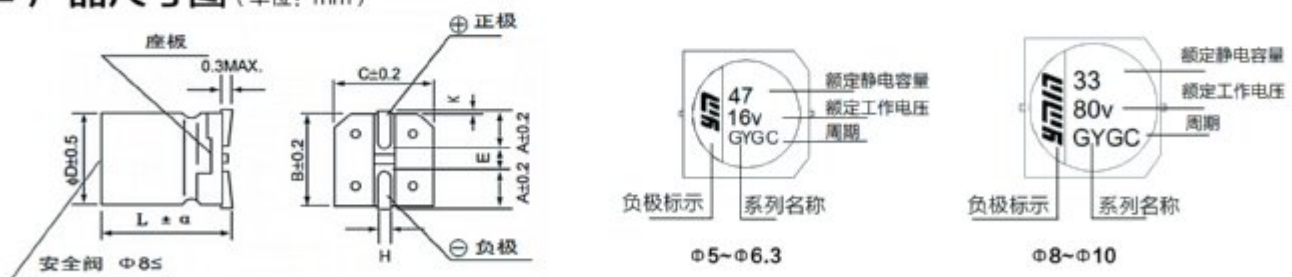 产品尺寸图（单位：mm）
座板
0.3MAX.
φD±0.5
L ± α
安全阀 Φ8≤
⊕ 正极
C±0.2
K
B±0.2
A±0.2
E
A±0.2
H
⊖ 负极
YMIN
47
16v
GYGC
额定静电容量
额定工作电压
周期
负极标示
系列名称
Φ5~Φ6.3
YMIN
33
80v
GYGC
额定静电容量
额定工作电压
周期
负极标示
系列名称
Φ8~Φ10